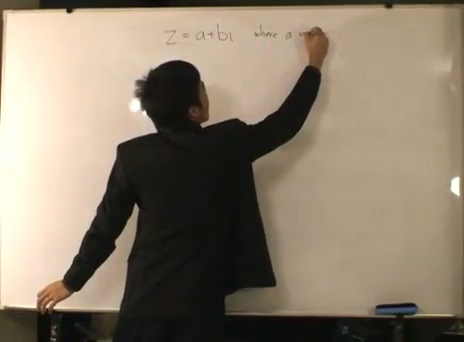 z = a+bi where a,